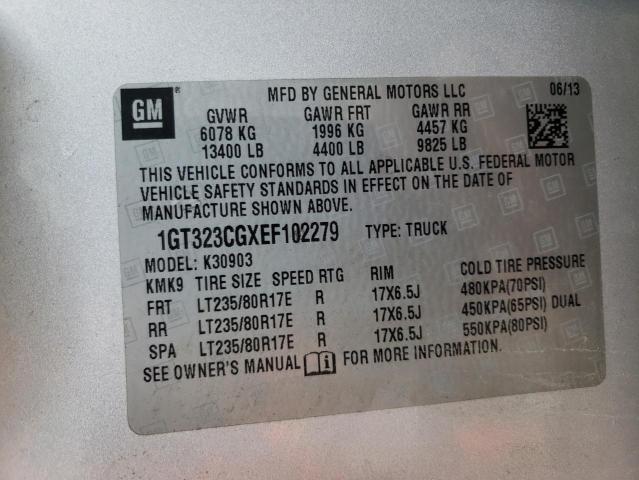 GM ® MFD BY GENERAL MOTORS LLC 06/13
GVWR GAWR FRT GAWR RR
6078 KG 1996 KG 4457 KG
13400 LB 4400 LB 9825 LB
THIS VEHICLE CONFORMS TO ALL APPLICABLE U.S. FEDERAL MOTOR
VEHICLE SAFETY STANDARDS IN EFFECT ON THE DATE OF
MANUFACTURE SHOWN ABOVE.
1GT323CGXEF102279 TYPE: TRUCK
MODEL: K30903
KMK9 TIRE SIZE SPEED RTG RIM COLD TIRE PRESSURE
FRT LT235/80R17E R 17X6.5J 480KPA(70PSI)
RR LT235/80R17E R 17X6.5J 450KPA(65PSI) DUAL
SPA LT235/80R17E R 17X6.5J 550KPA(80PSI)
SEE OWNER'S MANUAL FOR MORE INFORMATION.